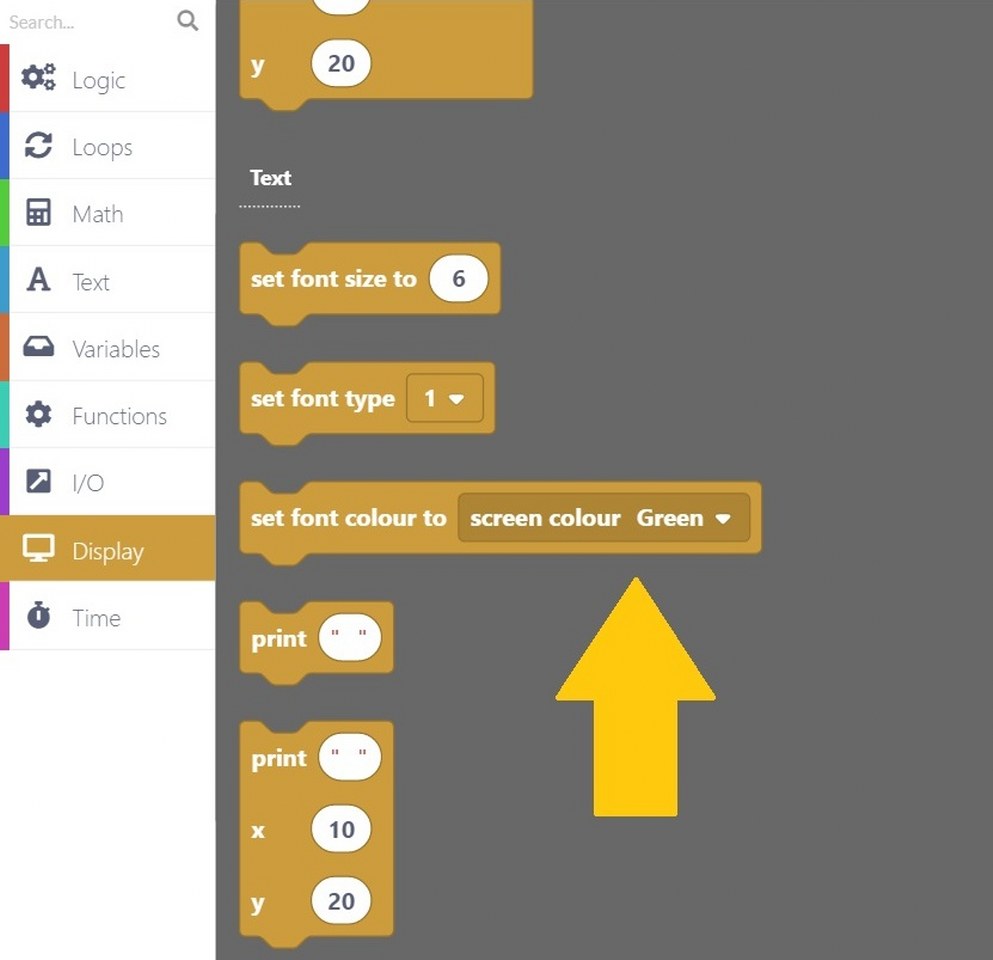 Search...
Logic
Loops
Math
Text
Variables
Functions
I/O
Display
Time
y 20
Text
set font size to 6
set font type 1
set font colour to screen colour Green
print " "
print " "
x 10
y 20